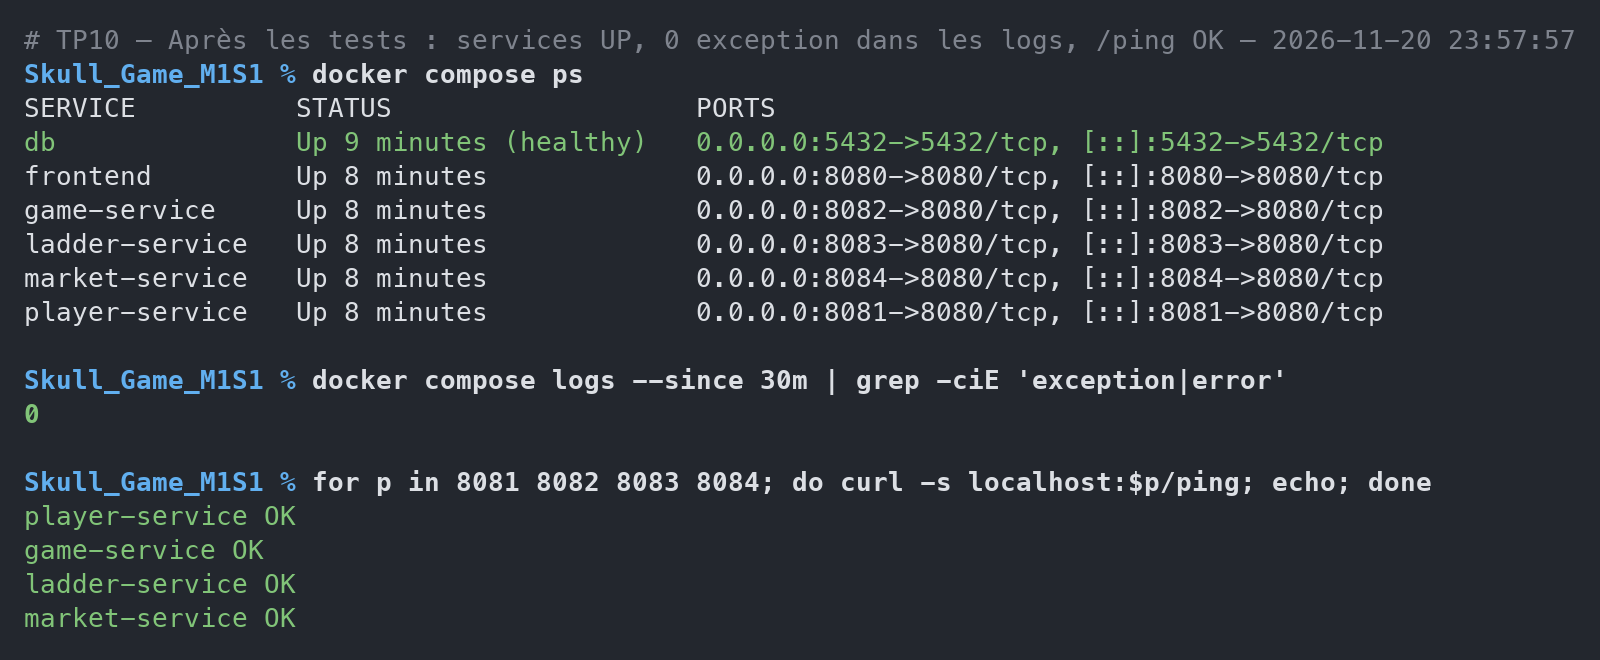 # TP10 — Après les tests : services UP, 0 exception dans les logs, /ping OK — 2026-11-20 23:57:57
Skull_Game_M1S1 % docker compose ps
SERVICE          STATUS                   PORTS
db               Up 9 minutes (healthy)   0.0.0.0:5432->5432/tcp, [::]:5432->5432/tcp
frontend         Up 8 minutes             0.0.0.0:8080->8080/tcp, [::]:8080->8080/tcp
game-service     Up 8 minutes             0.0.0.0:8082->8080/tcp, [::]:8082->8080/tcp
ladder-service   Up 8 minutes             0.0.0.0:8083->8080/tcp, [::]:8083->8080/tcp
market-service   Up 8 minutes             0.0.0.0:8084->8080/tcp, [::]:8084->8080/tcp
player-service   Up 8 minutes             0.0.0.0:8081->8080/tcp, [::]:8081->8080/tcp
Skull_Game_M1S1 % docker compose logs --since 30m | grep -ciE 'exception|error'
0
Skull_Game_M1S1 % for p in 8081 8082 8083 8084; do curl -s localhost:$p/ping; echo; done
player-service OK
game-service OK
ladder-service OK
market-service OK